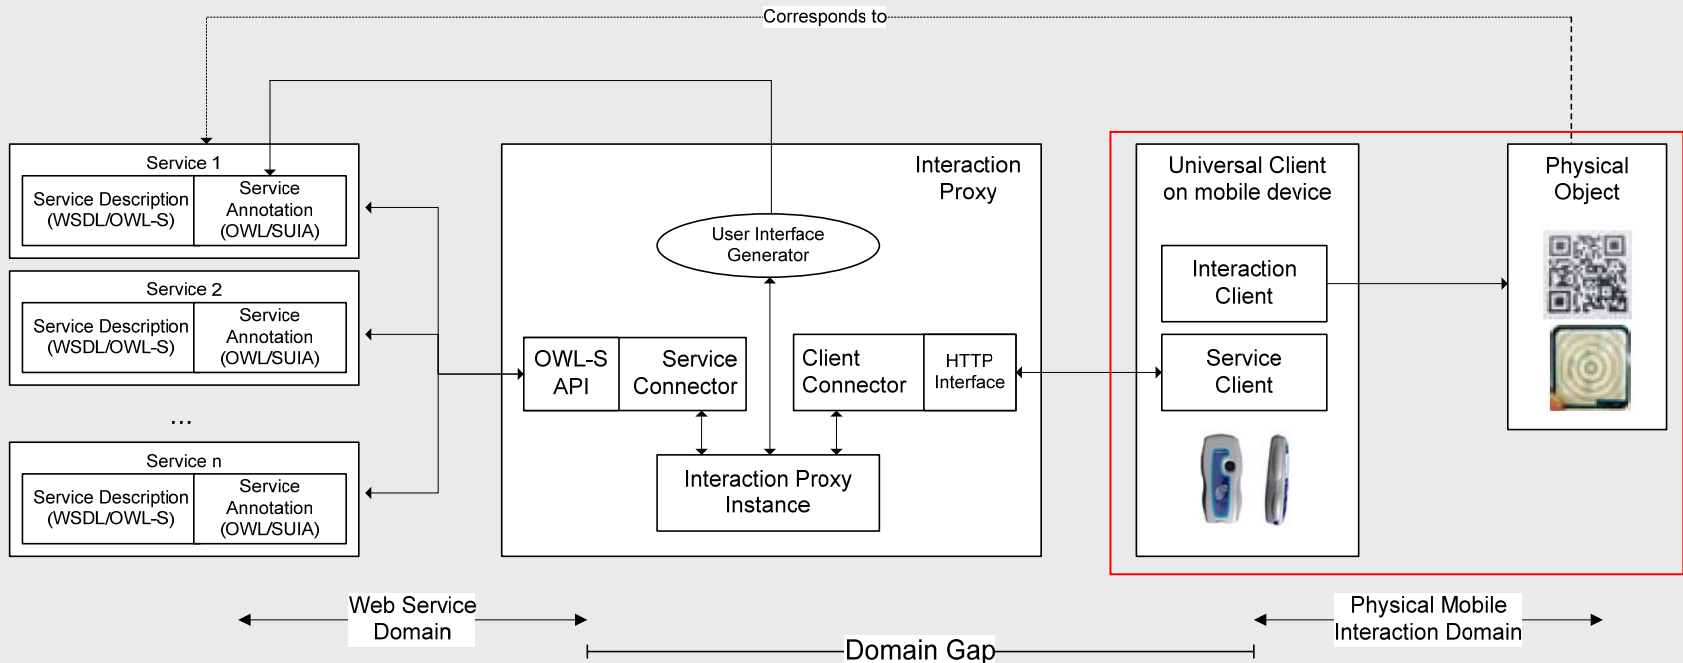 Corresponds to
Service 1
Service Description
(WSDL/OWL-S)
Service
Annotation
(OWL/SUIA)
Service 2
Service Description
(WSDL/OWL-S)
Service
Annotation
(OWL/SUIA)
...
Service n
Service Description
(WSDL/OWL-S)
Service
Annotation
(OWL/SUIA)
Interaction
Proxy
User Interface
Generator
OWL-S
API
Service
Connector
Client
Connector
HTTP
Interface
Interaction Proxy
Instance
Universal Client
on mobile device
Interaction
Client
Service
Client
Physical
Object
Web Service
Domain
Domain Gap
Physical Mobile
Interaction Domain